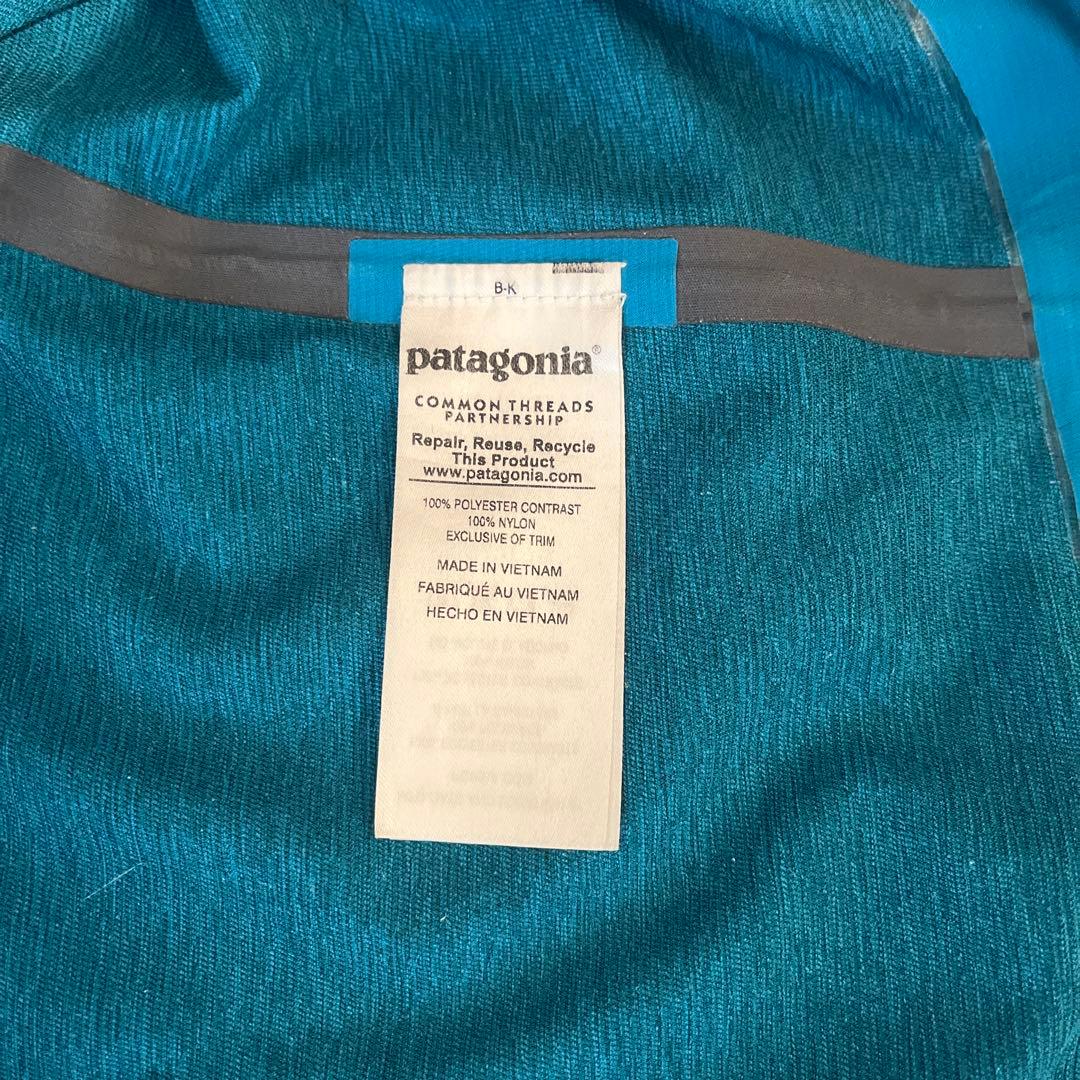 B-K
patagonia®
COMMON THREADS
PARTNERSHIP
Repair, Reuse, Recycle
This Product
www.patagonia.com
100% POLYESTER CONTRAST
100% NYLON
EXCLUSIVE OF TRIM
MADE IN VIETNAM
FABRIQUÉ AU VIETNAM
HECHO EN VIETNAM